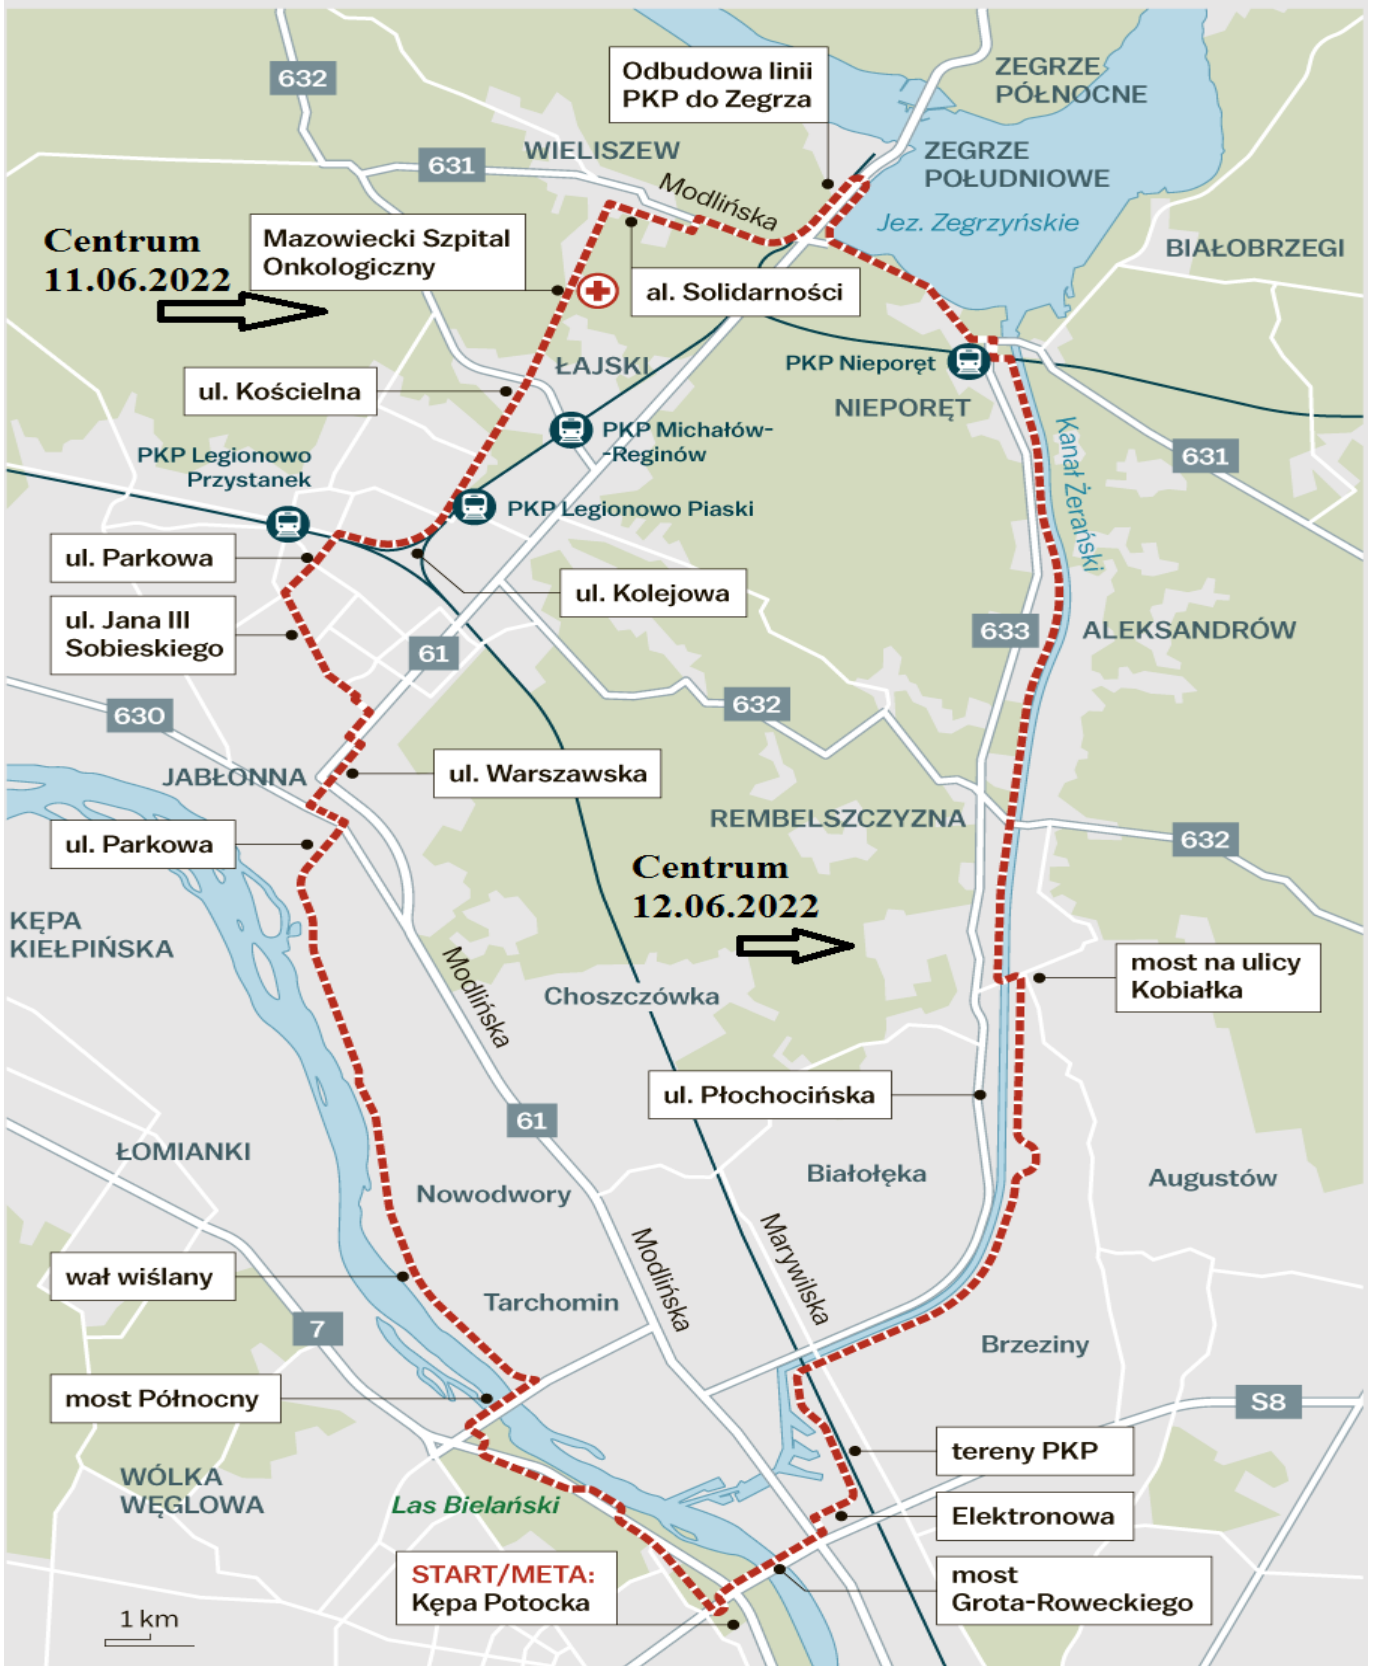 632
Odbudowa linii
PKP do Zegrza
ZEGRZE
PÓŁNOCNE
WIELISZEW
631
ZEGRZE
POŁUDNIOWE
Modlińska
Jez. Zegrzyńskie
Centrum
11.06.2022
Mazowiecki Szpital
Onkologiczny
BIAŁOBRZEGI
al. Solidarności
ŁAJSKI
PKP Nieporęt
ul. Kościelna
NIEPORĘT
PKP Michałów-
-Reginów
Kanał Żerański
631
PKP Legionowo
Przystanek
PKP Legionowo Piaski
ul. Parkowa
ul. Kolejowa
ul. Jana III
Sobieskiego
61
633
ALEKSANDRÓW
630
632
JABŁONNA
ul. Warszawska
REMBELSZCZYZNA
ul. Parkowa
632
Centrum
12.06.2022
KĘPA
KIEŁPIŃSKA
Modlińska
Choszczówka
most na ulicy
Kobiałka
ul. Płochocińska
61
ŁOMIANKI
Nowodwory
Białołęka
Augustów
Modlińska
Marywilska
wał wiślany
Tarchomin
7
Brzeziny
most Północny
S8
tereny PKP
WÓLKA
WĘGLOWA
Las Bielański
Elektronowa
START/META:
Kępa Potocka
most
Grota-Roweckiego
1 km